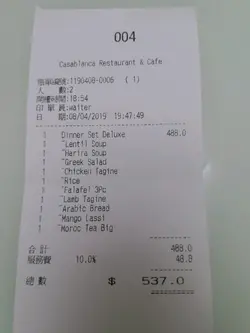 004
Casablanca Restaurant & Cafe
賬單編號:1190408-0006 (1)
人 數:2
開檯時間:18:54
印單員:waiter
日 期:08/04/2019 19:47:49
1 Dinner Set Deluxe 488.0
1 ~Lentil Soup
1 ~Harira Soup
1 ~Greek Salad
1 ~Chicken Tagine
1 ~Rice
1 ~Falafel 3Pc
1 ~Lamb Tagine
1 ~Arabic Bread
1 ~Mango Lassi
1 ~Moroc Tea Big
合計 488.0
服務費 10.0% 48.8
總數 $ 537.0